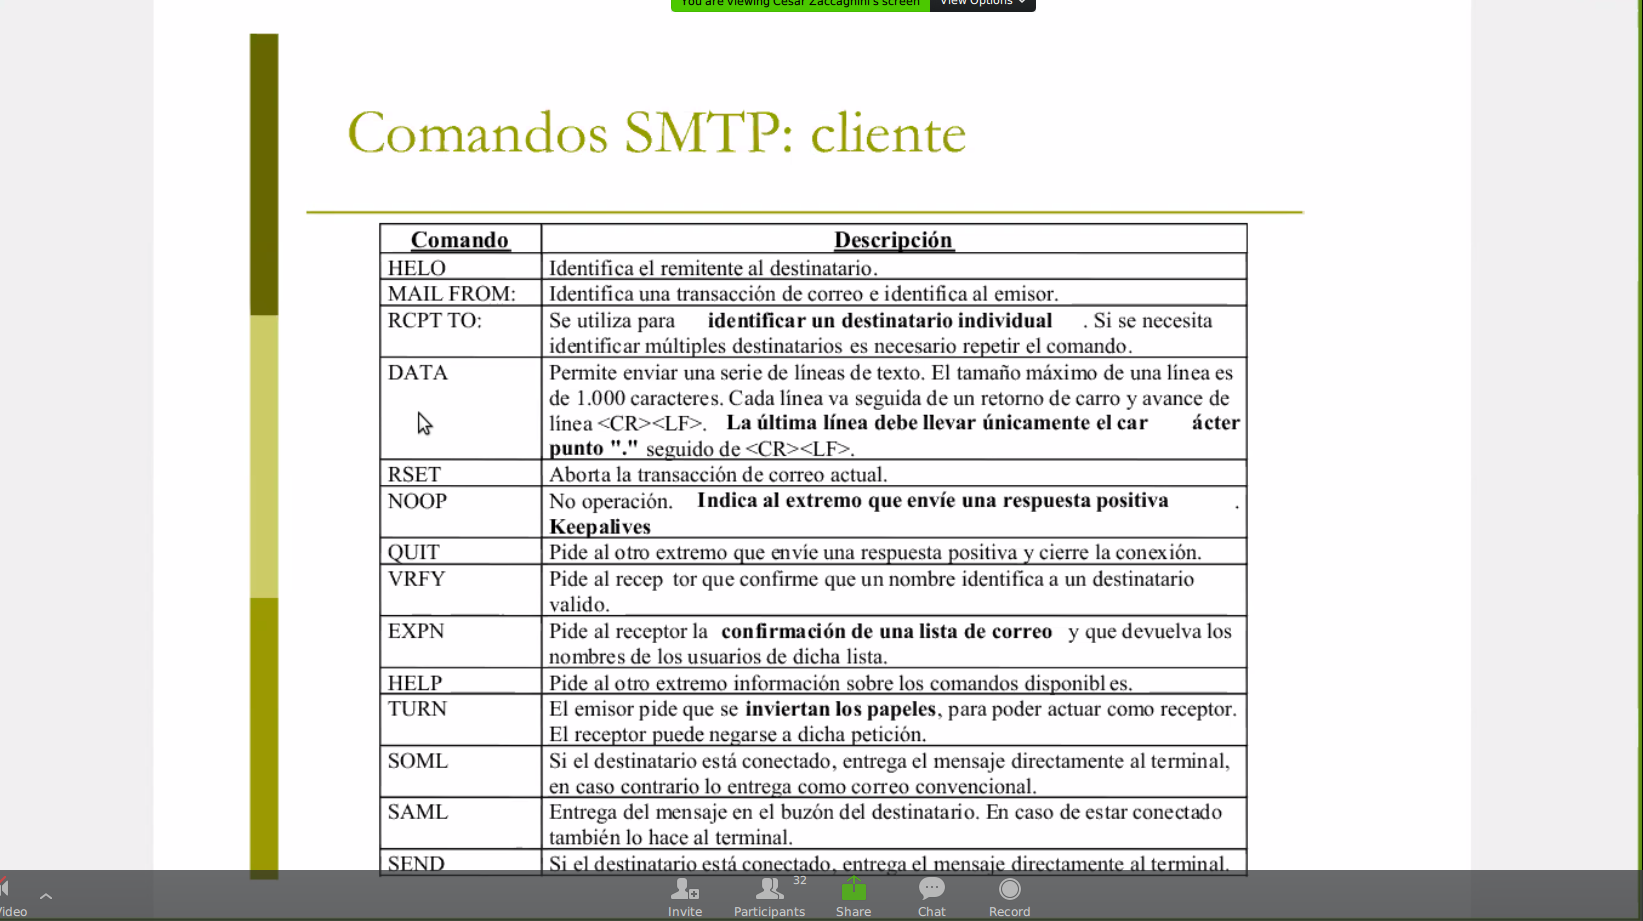 You are viewing Cesar Zaccagnini's screen View Options
Comandos SMTP: cliente
Comando Descripción
HELO Identifica el remitente al destinatario.
MAIL FROM: Identifica una transacción de correo e identifica al emisor.
RCPT TO: Se utiliza para identificar un destinatario individual . Si se necesita
identificar múltiples destinatarios es necesario repetir el comando.
DATA Permite enviar una serie de líneas de texto. El tamaño máximo de una línea es
de 1.000 caracteres. Cada línea va seguida de un retorno de carro y avance de
línea <CR><LF>. La última línea debe llevar únicamente el car ácter
punto "." seguido de <CR><LF>.
RSET Aborta la transacción de correo actual.
NOOP No operación. Indica al extremo que envíe una respuesta positiva .
Keepalives
QUIT Pide al otro extremo que envíe una respuesta positiva y cierre la conexión.
VRFY Pide al recep tor que confirme que un nombre identifica a un destinatario
valido.
EXPN Pide al receptor la confirmación de una lista de correo y que devuelva los
nombres de los usuarios de dicha lista.
HELP Pide al otro extremo información sobre los comandos disponibl es.
TURN El emisor pide que se inviertan los papeles, para poder actuar como receptor.
El receptor puede negarse a dicha petición.
SOML Si el destinatario está conectado, entrega el mensaje directamente al terminal,
en caso contrario lo entrega como correo convencional.
SAML Entrega del mensaje en el buzón del destinatario. En caso de estar conectado
también lo hace al terminal.
SEND Si el destinatario está conectado, entrega el mensaje directamente al terminal.
32
Video Invite Participants Share Chat Record